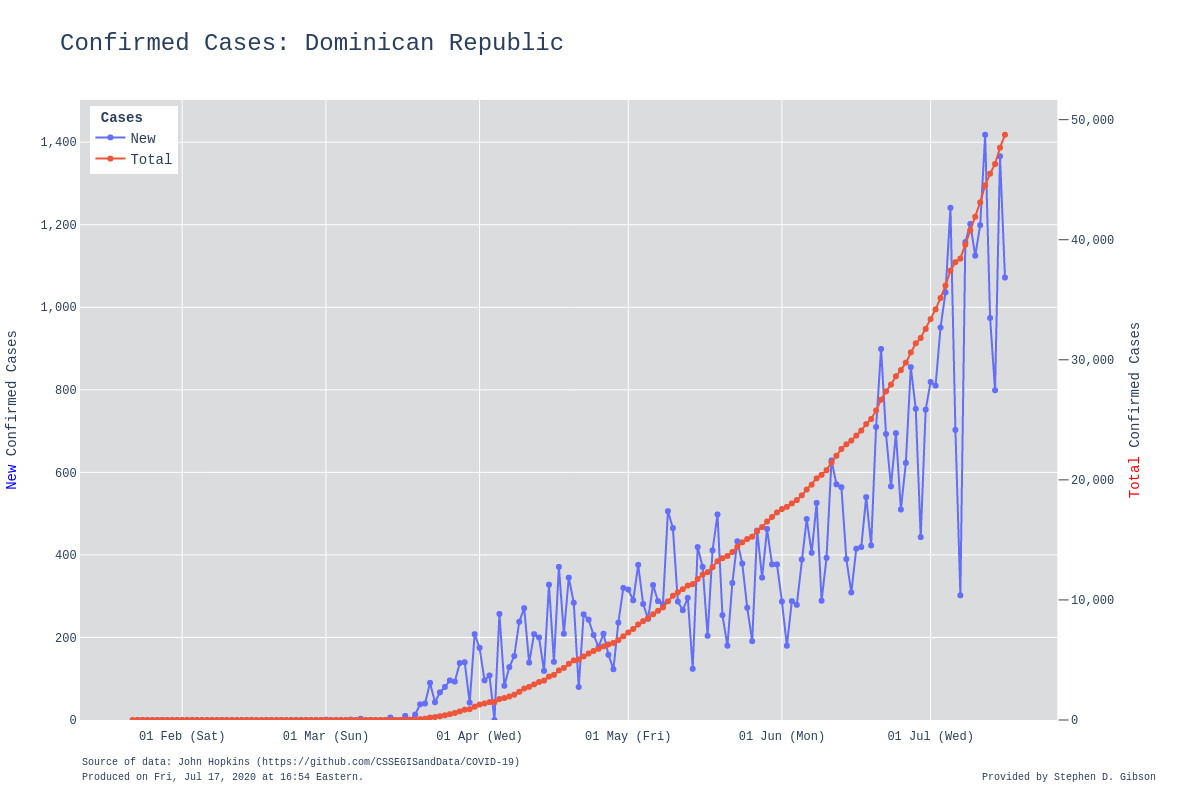 Confirmed Cases: Dominican Republic
Cases
New
Total
1,400
1,200
1,000
800
600
400
200
0
50,000
40,000
30,000
20,000
10,000
0
New Confirmed Cases
Total Confirmed Cases
01 Feb (Sat)
01 Mar (Sun)
01 Apr (Wed)
01 May (Fri)
01 Jun (Mon)
01 Jul (Wed)
Source of data: John Hopkins (https://github.com/CSSEGISandData/COVID-19)
Produced on Fri, Jul 17, 2020 at 16:54 Eastern.
Provided by Stephen D. Gibson